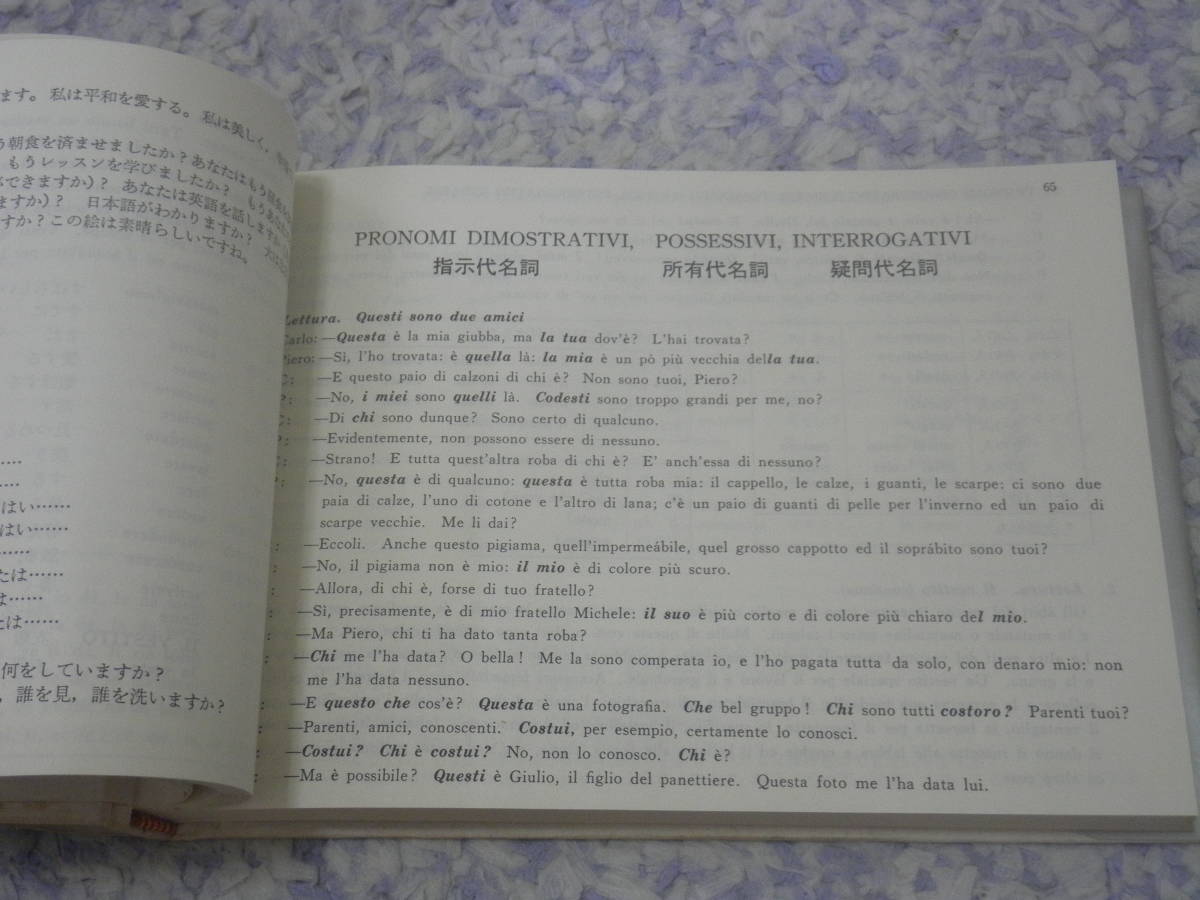 ます。 私は平和を愛する。 私は美しく,
朝食を済ませましたか？あなたはもう
もうレッスンを学びましたか？
できますか)？ あなたは英語を話しますか
ますか)？ 日本語がわかりますか？
すか？この絵は素晴らしいですね。
……
……
はい……
はい……
……
たは……
は……
たは……
何をしていますか？
, 誰を見, 誰を洗いますか？
65
PRONOMI DIMOSTRATIVI, POSSESSIVI, INTERROGATIVI
指示代名詞 所有代名詞 疑問代名詞
Lettura. Questi sono due amici
Carlo:—Questa è la mia giubba, ma la tua dov'è? L'hai trovata?
Piero:—Sì, l'ho trovata: è quella là: la mia è un pò più vecchia della tua.
C: —E questo paio di calzoni di chi è? Non sono tuoi, Piero?
P: —No, i miei sono quelli là. Codesti sono troppo grandi per me, no?
C: —Di chi sono dunque? Sono certo di qualcuno.
P: —Evidentemente, non possono essere di nessuno.
C: —Strano! E tutta quest'altra roba di chi è? E' anch'essa di nessuno?
P: —No, questa è di qualcuno: questa è tutta roba mia: il cappello, le calze, i guanti, le scarpe: ci sono due
paia di calze, l'uno di cotone e l'altro di lana; c'è un paio di guanti di pelle per l'inverno ed un paio di
scarpe vecchie. Me li dai?
: —Eccoli. Anche questo pigiama, quell'impermeábile, quel grosso cappotto ed il soprábito sono tuoi?
: —No, il pigiama non è mio: il mio è di colore più scuro.
: —Allora, di chi è, forse di tuo fratello?
: —Sì, precisamente, è di mio fratello Michele: il suo è più corto e di colore più chiaro del mio.
: —Ma Piero, chi ti ha dato tanta roba?
: —Chi me l'ha data? O bella! Me la sono comperata io, e l'ho pagata tutta da solo, con denaro mio: non
me l'ha data nessuno.
: —E questo che cos'è? Questa è una fotografia. Che bel gruppo! Chi sono tutti costoro? Parenti tuoi?
: —Parenti, amici, conoscenti. Costui, per esempio, certamente lo conosci.
: —Costui? Chi è costui? No, non lo conosco. Chi è?
: —Ma è possibile? Questi è Giulio, il figlio del panettiere. Questa foto me l'ha data lui.